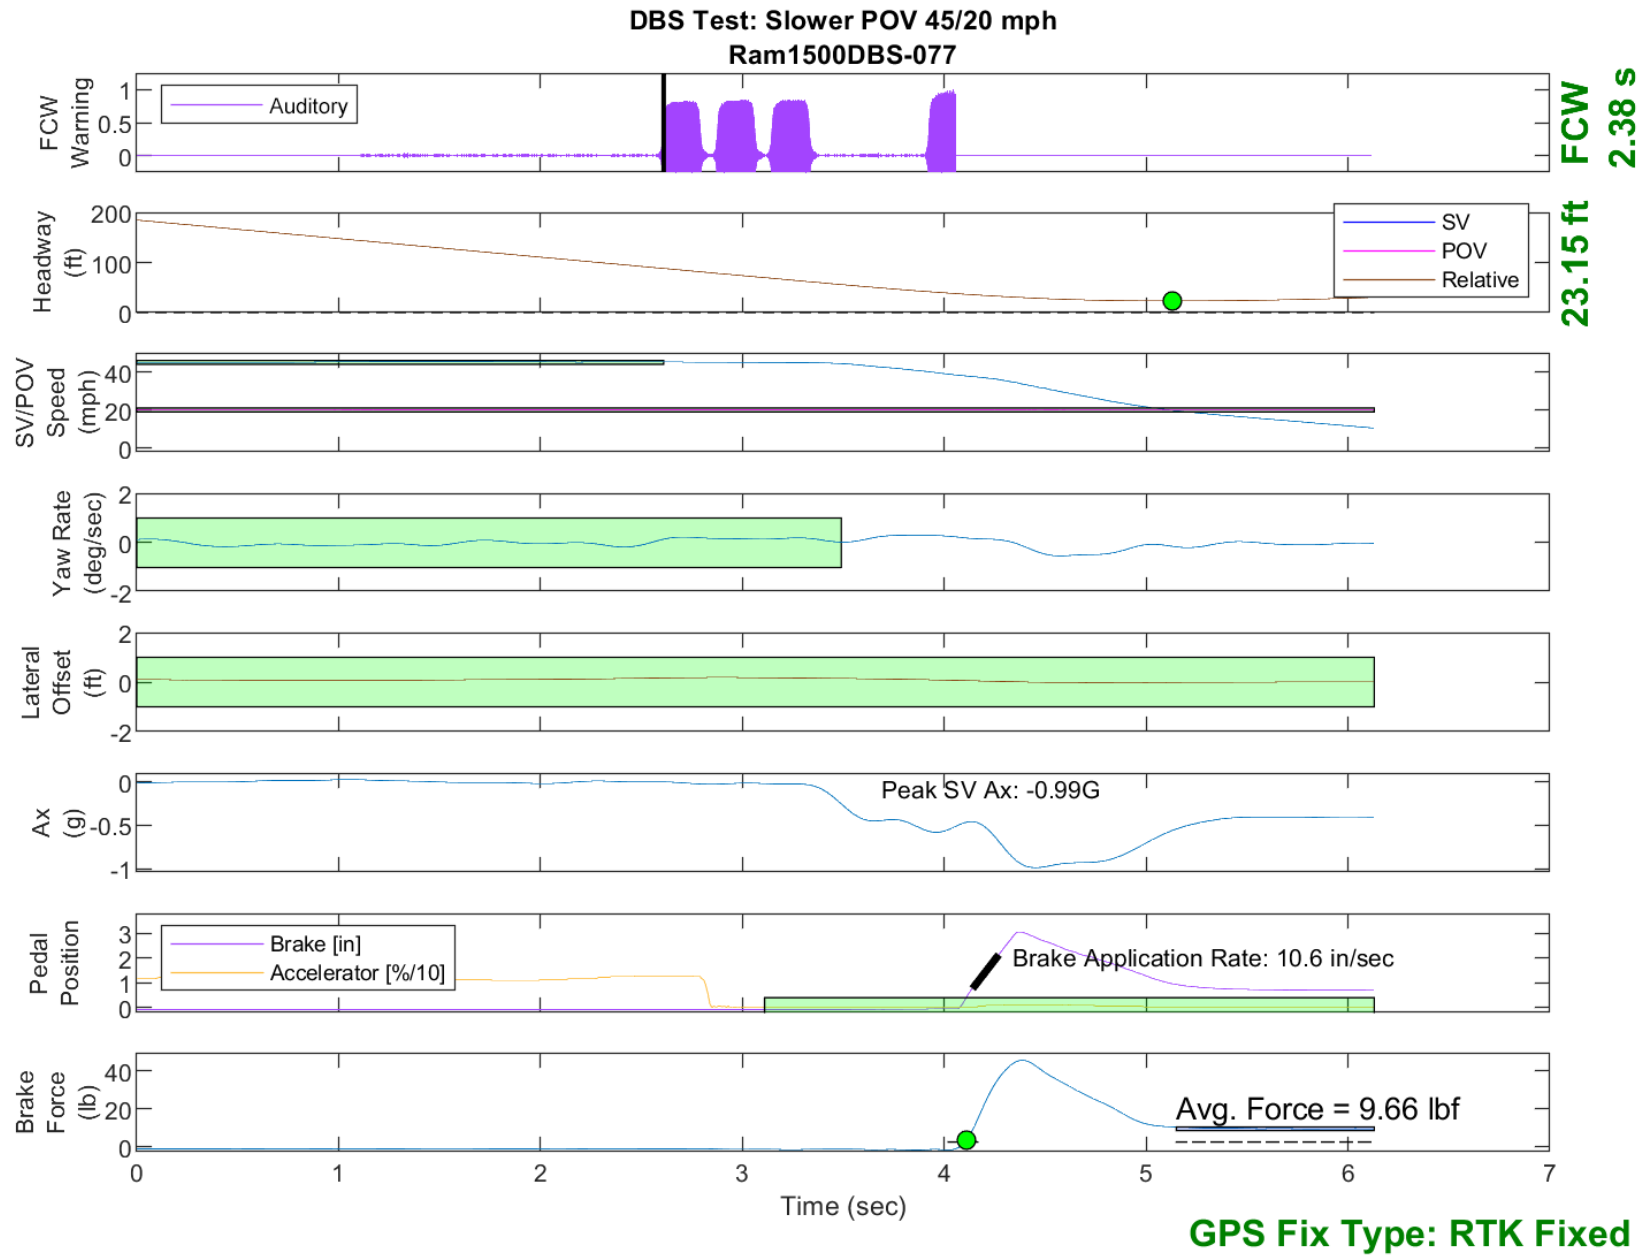 DBS Test: Slower POV 45/20 mph
Ram1500DBS-077
FCW
Warning
1
0.5
0
Auditory
FCW
2.38 s
Headway
(ft)
200
100
0
SV
POV
Relative
23.15 ft
SV/POV
Speed
(mph)
40
20
0
Yaw Rate
(deg/sec)
2
0
-2
Lateral
Offset
(ft)
2
0
-2
Ax
(g)
0
-0.5
-1
Peak SV Ax: -0.99G
Pedal
Position
3
2
1
0
Brake [in]
Accelerator [%/10]
Brake Application Rate: 10.6 in/sec
Brake
Force
(lb)
40
20
0
Avg. Force = 9.66 lbf
0 1 2 3 4 5 6 7
Time (sec)
GPS Fix Type: RTK Fixed